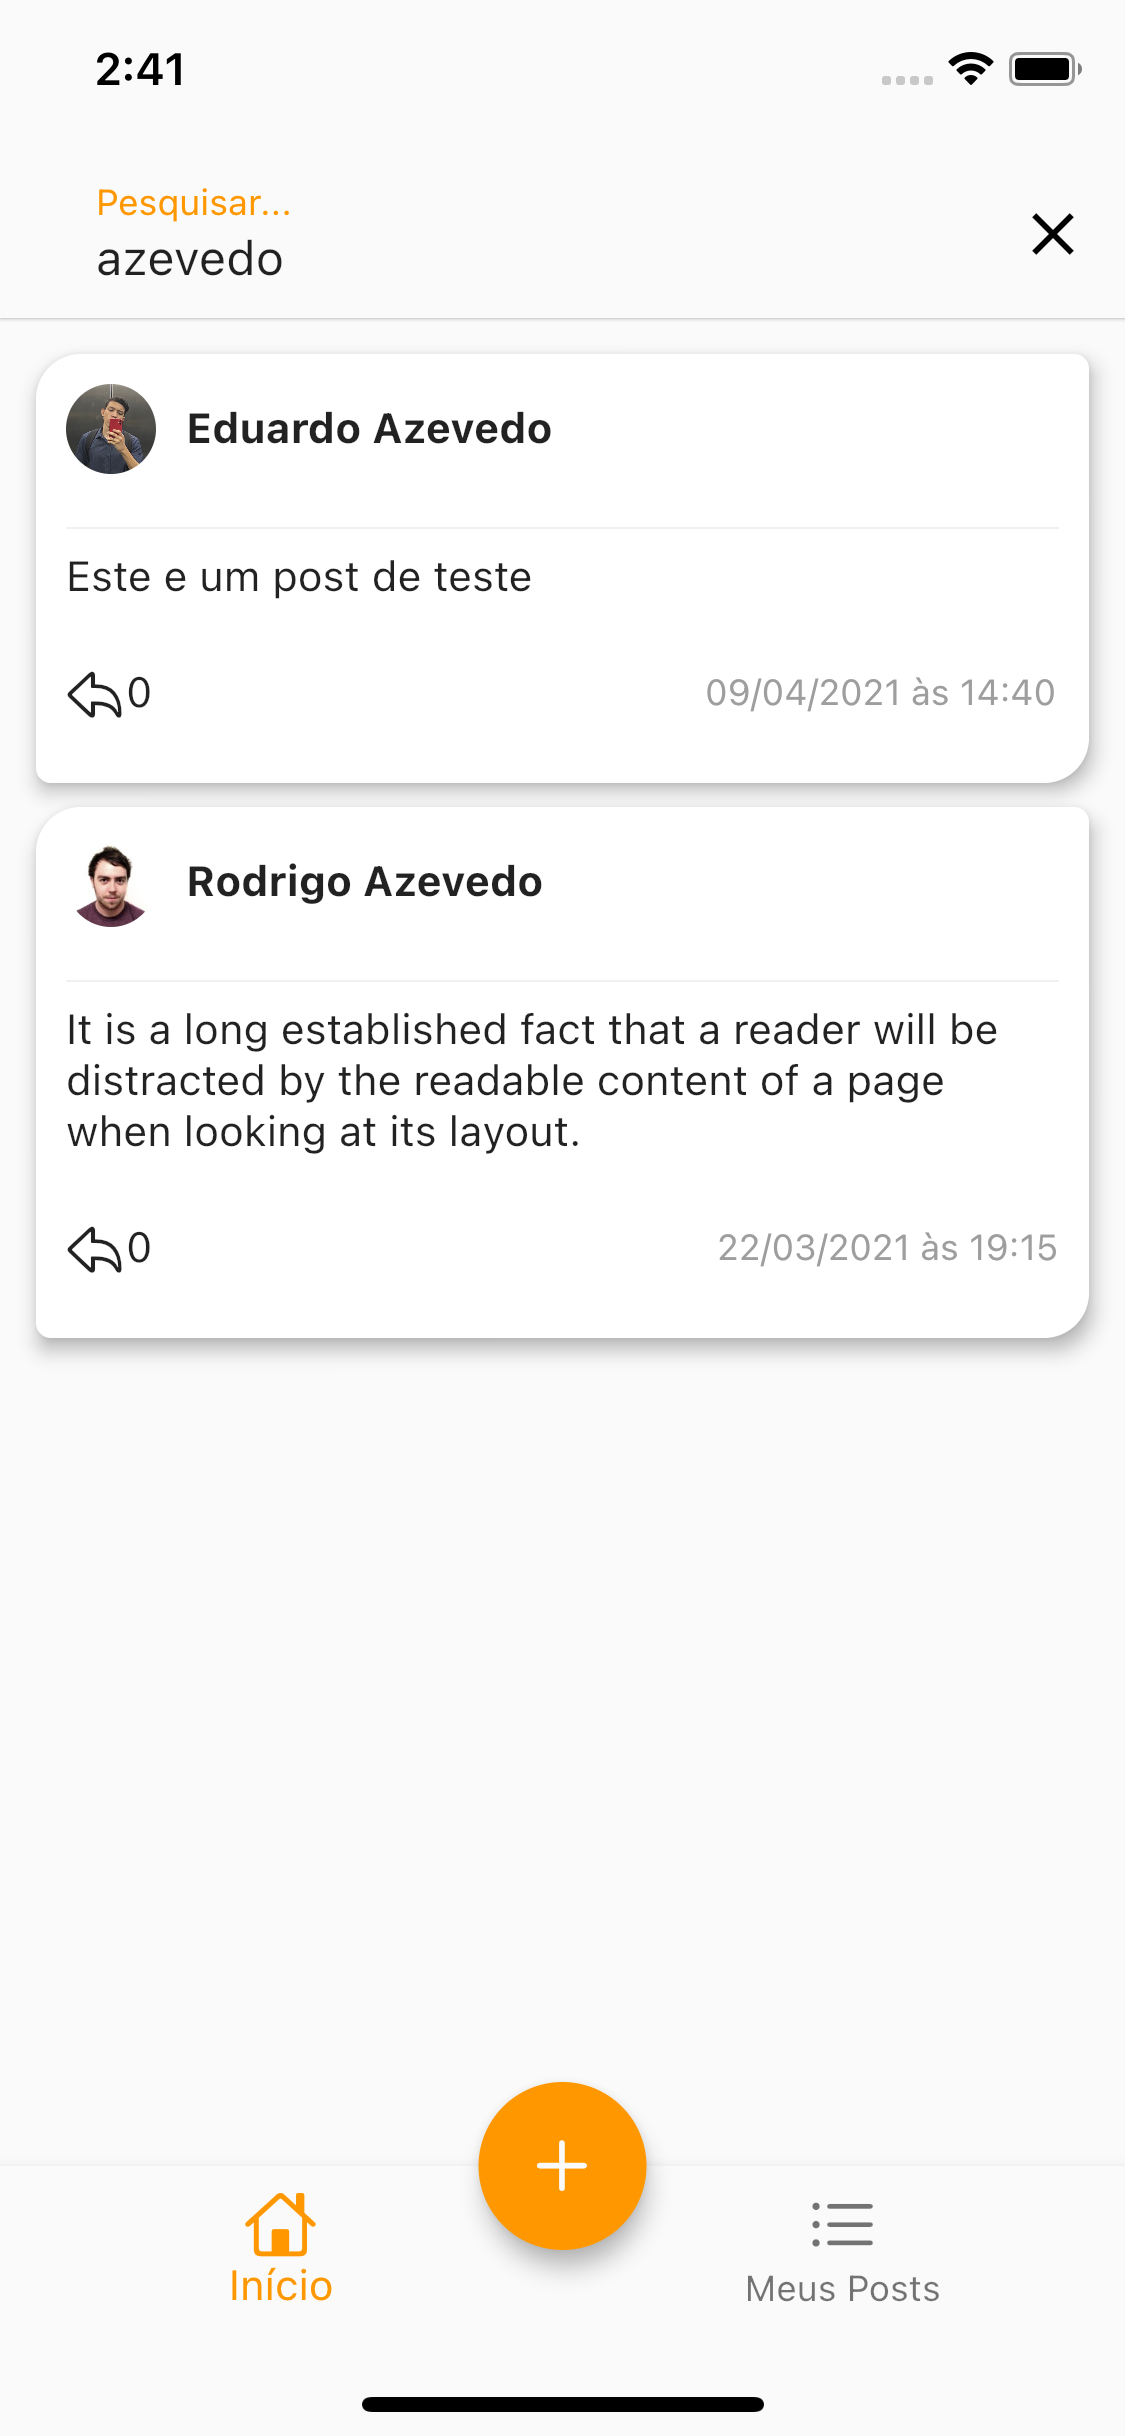 2:41
Pesquisar...
azevedo
Eduardo Azevedo
Este e um post de teste
0
09/04/2021 às 14:40
Rodrigo Azevedo
It is a long established fact that a reader will be
distracted by the readable content of a page
when looking at its layout.
0
22/03/2021 às 19:15
Início
Meus Posts